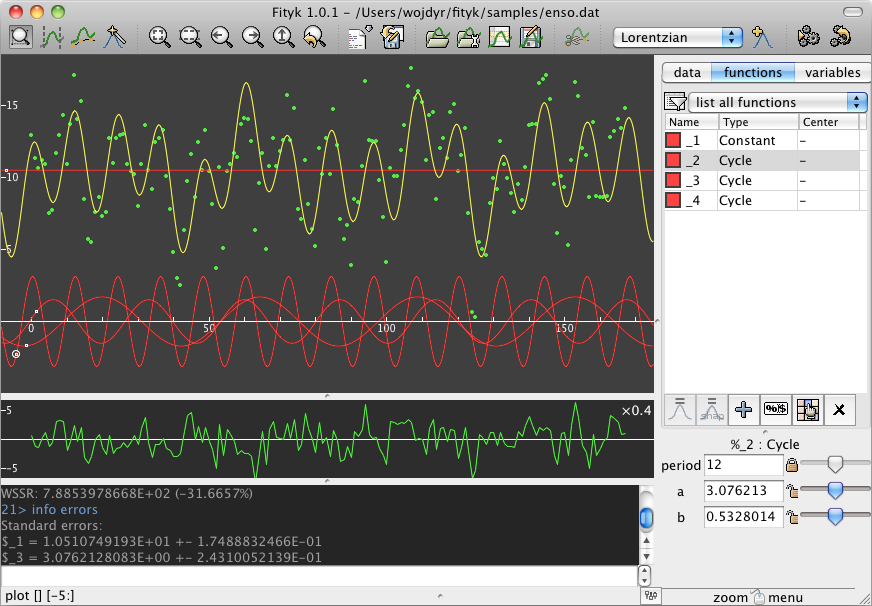 Fityk 1.0.1 – /Users/wojdyr/fityk/samples/enso.dat
Lorentzian
data functions variables
list all functions
Name Type Center
_1 Constant –
_2 Cycle –
_3 Cycle –
_4 Cycle –
15
10
5
0 50 100 150
×0.4
5
-5
snap
%_2 : Cycle
period 12
a 3.076213
b 0.5328014
WSSR: 7.8853978668E+02 (-31.6657%)
21> info errors
Standard errors:
$_1 = 1.0510749193E+01 +- 1.7488832466E-01
$_3 = 3.0762128083E+00 +- 2.4310052139E-01
plot [] [-5:]
zoom menu